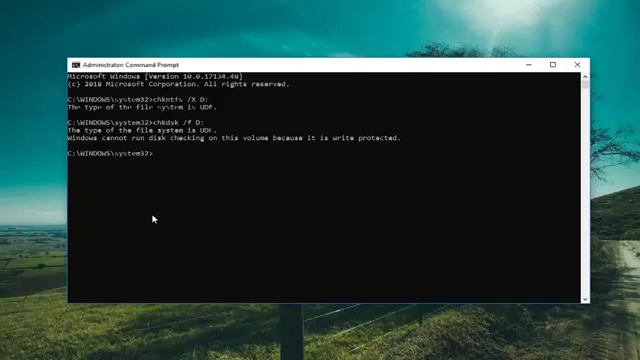 Administrator: Command Prompt
Microsoft Windows [Version 10.0.17134.48]
(c) 2018 Microsoft Corporation. All rights reserved.
C:\WINDOWS\system32>chkntfs /X D:
The type of the file system is UDF.
C:\WINDOWS\system32>chkdsk /f D:
The type of the file system is UDF.
Windows cannot run disk checking on this volume because it is write protected.
C:\WINDOWS\system32>